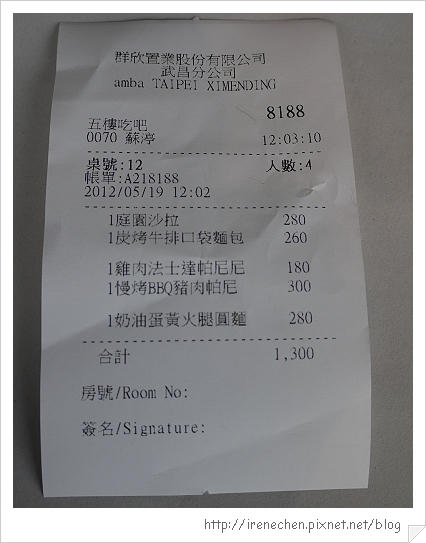 群欣置業股份有限公司
武昌分公司
amba TAIPEI XIMENDING
8188
五樓吃吧
0070 蘇渟 12:03:10
桌號:12 人數:4
帳單:A218188
2012/05/19 12:02
1庭園沙拉 280
1炭烤牛排口袋麵包 260
1雞肉法士達帕尼尼 180
1慢烤BBQ豬肉帕尼 300
1奶油蛋黃火腿圓麵 280
合計 1,300
房號/Room No:
簽名/Signature:
http://irenechen.pixnet.net/blog